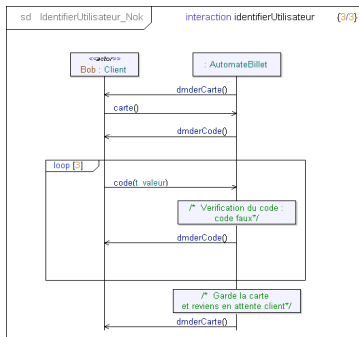 sd IdentifierUtilisateur_Nok interaction identifierUtilisateur {3/3}
<<actor>>
Bob : Client
: AutomateBillet
dmderCarte()
carte()
dmderCode()
loop [3]
code(t_valeur)
/* Verification du code :
code faux*/
dmderCode()
/* Garde la carte
et reviens en attente client*/
dmderCarte()